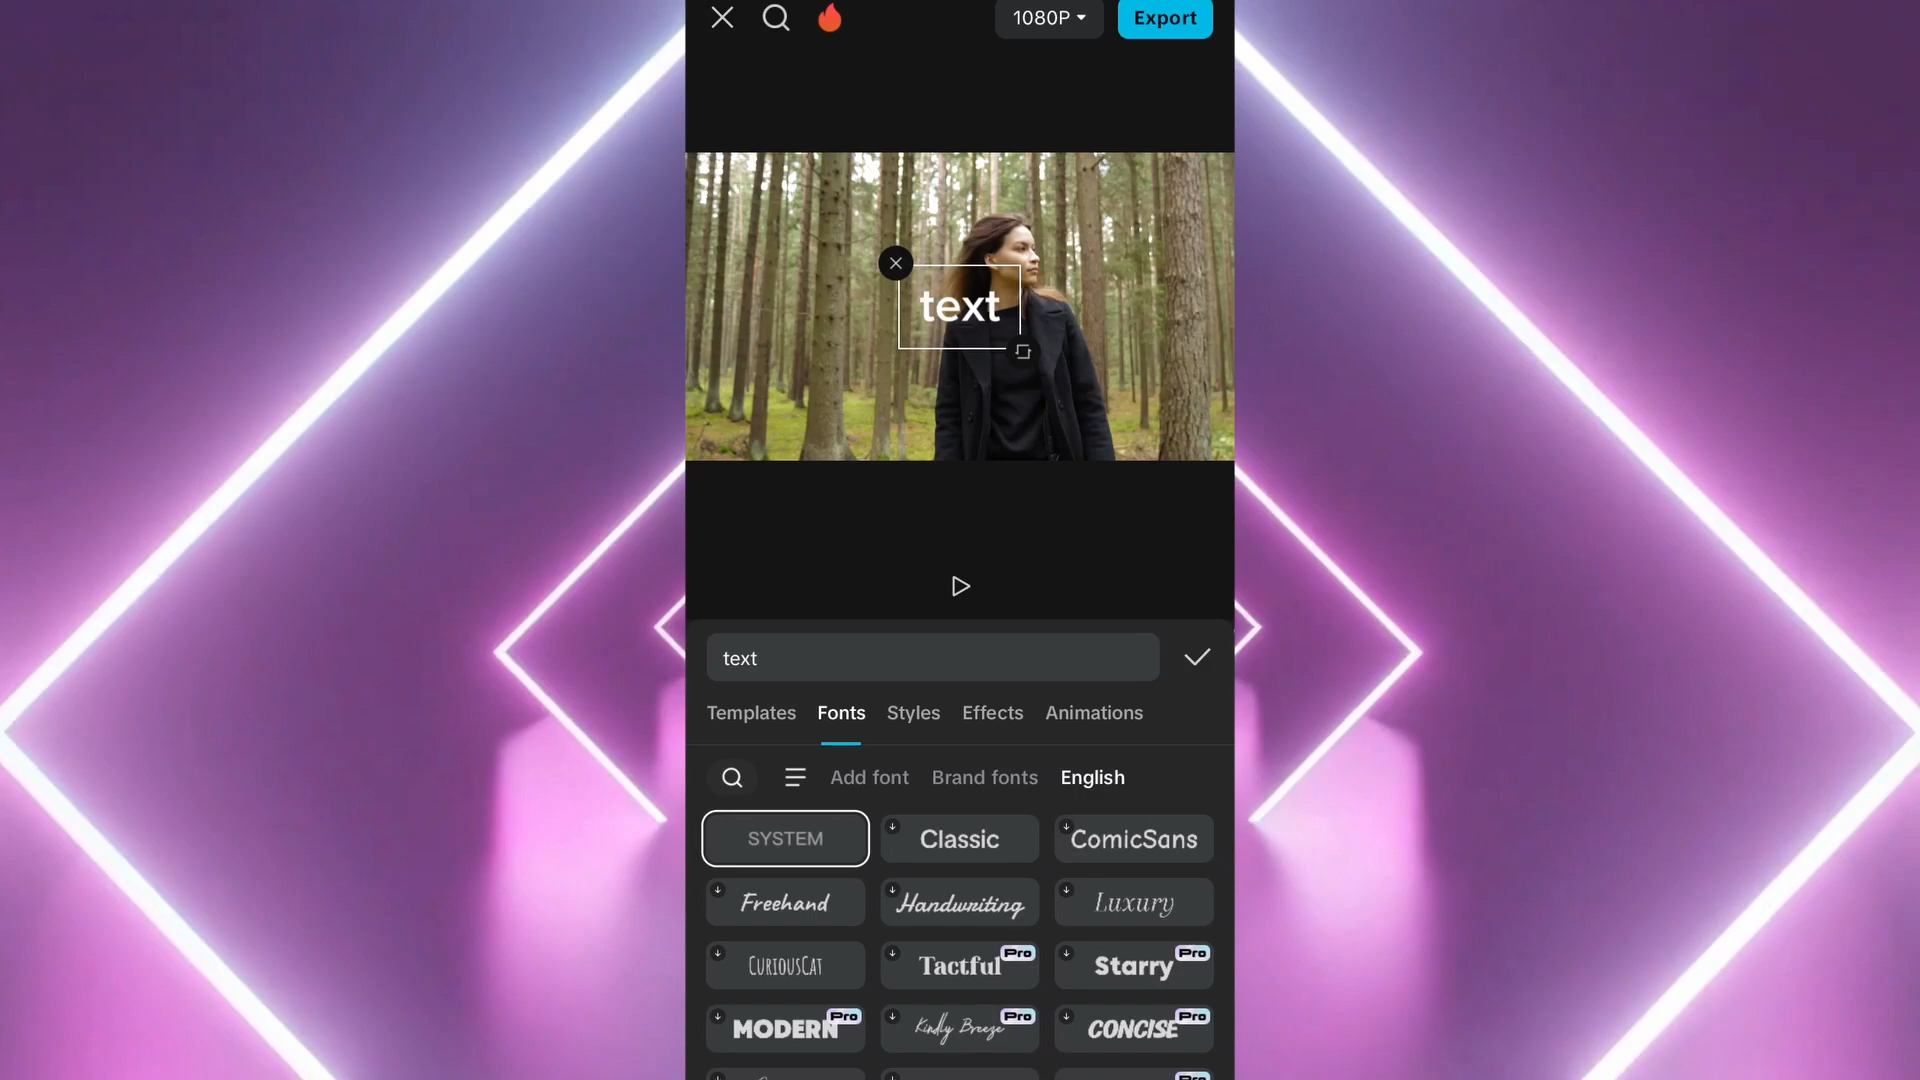 1080P Export
text
text
Templates Fonts Styles Effects Animations
Add font Brand fonts English
SYSTEM Classic ComicSans
Freehand Handwriting Luxury
CURIOUSCAT Tactful Pro Starry Pro
MODERN Pro Kindly Breeze Pro CONCISE Pro
Pro